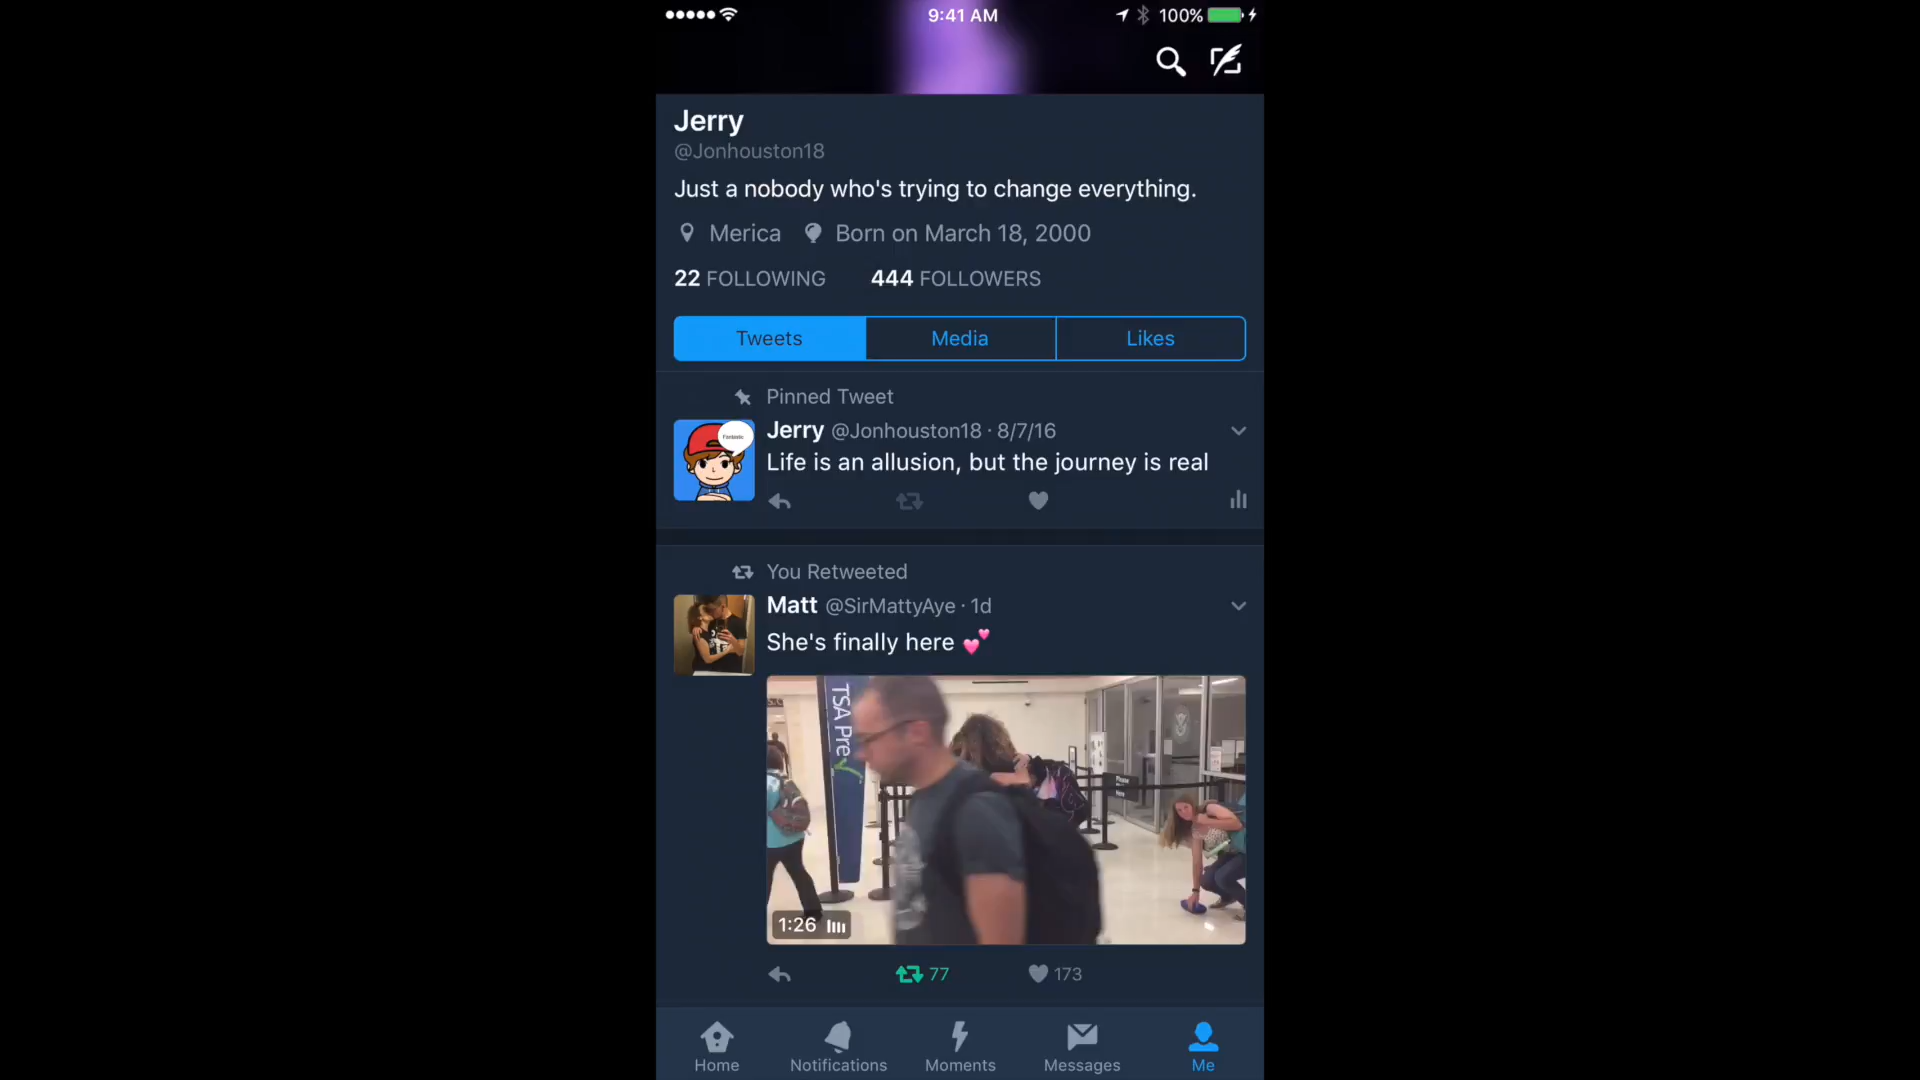 9:41 AM
100%
Jerry
@Jonhouston18
Just a nobody who's trying to change everything.
Merica Born on March 18, 2000
22 FOLLOWING 444 FOLLOWERS
Tweets Media Likes
Pinned Tweet
Jerry @Jonhouston18 · 8/7/16
Life is an allusion, but the journey is real
You Retweeted
Matt @SirMattyAye · 1d
She's finally here 💕
TSA Pre
1:26
77 173
Home Notifications Moments Messages Me